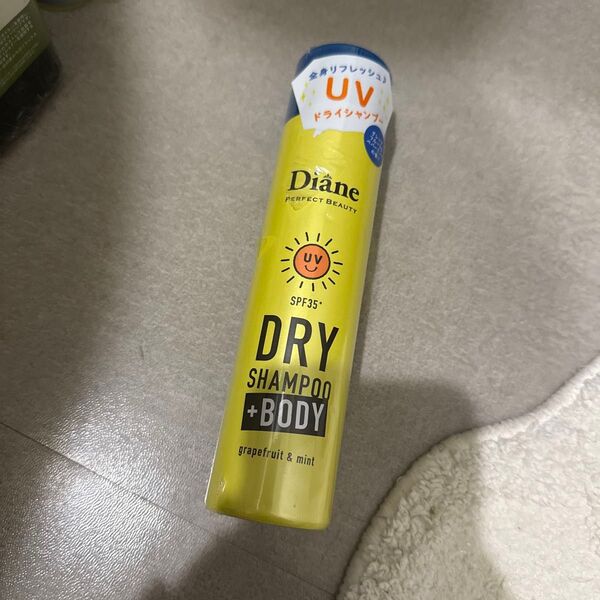 全身リフレッシュ♪
UV
ドライシャンプー
Diane
PERFECT BEAUTY
UV
SPF35*
DRY
SHAMPOO
+BODY
grapefruit & mint